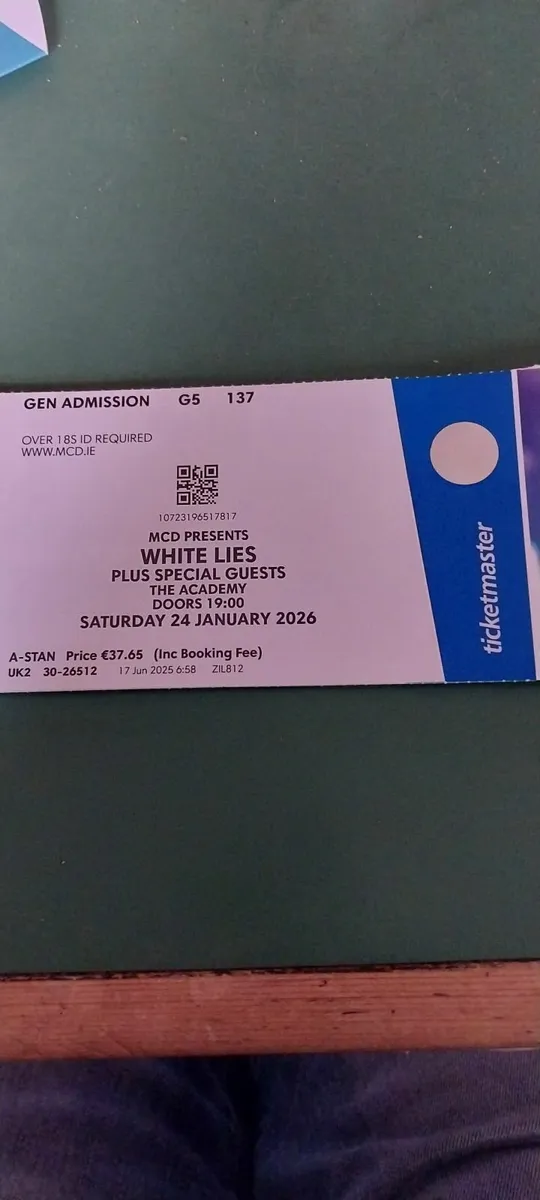 GEN ADMISSION G5 137
OVER 18S ID REQUIRED
WWW.MCD.IE
10723196517817
MCD PRESENTS
WHITE LIES
PLUS SPECIAL GUESTS
THE ACADEMY
DOORS 19:00
SATURDAY 24 JANUARY 2026
A-STAN Price €37.65 (Inc Booking Fee)
UK2 30-26512 17 Jun 2025 6:58 ZIL812
ticketmaster